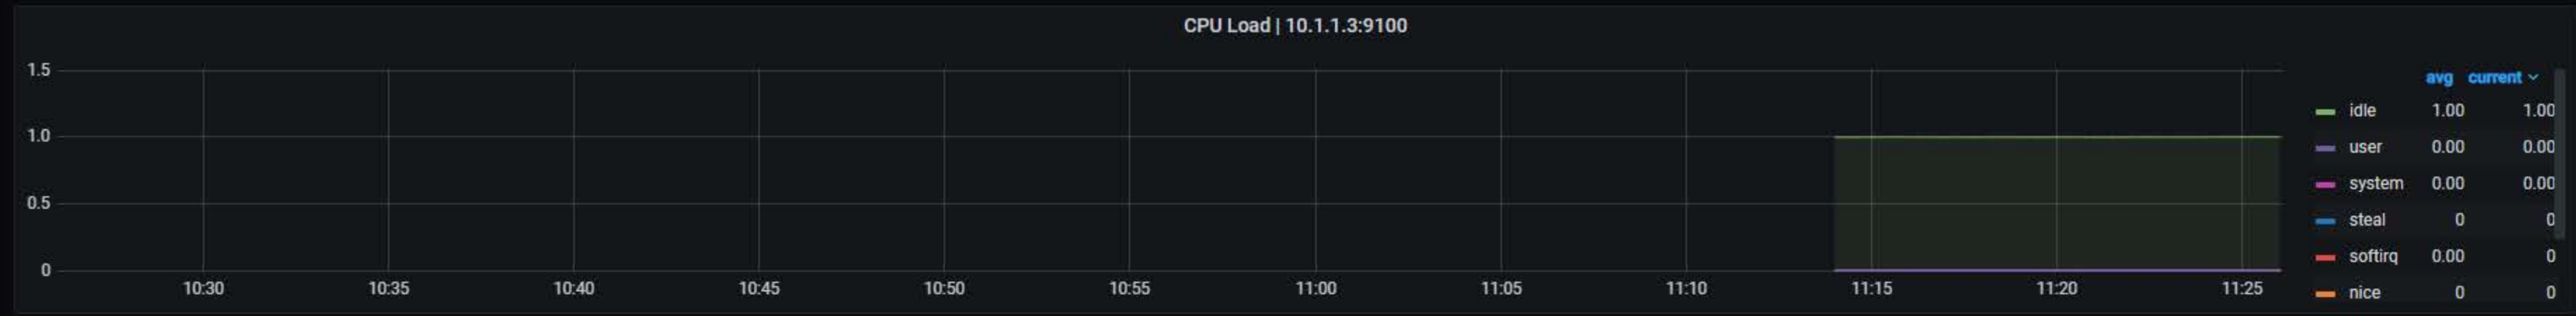 CPU Load | 10.1.1.3:9100
1.5
1.0
0.5
0
10:30 10:35 10:40 10:45 10:50 10:55 11:00 11:05 11:10 11:15 11:20 11:25
avg current
idle 1.00 1.00
user 0.00 0.00
system 0.00 0.00
steal 0 0
softirq 0.00 0
nice 0 0